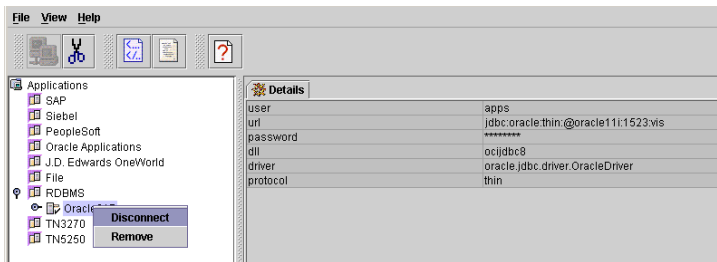 File View Help
Applications
SAP
Siebel
PeopleSoft
Oracle Applications
J.D. Edwards OneWorld
File
RDBMS
TN3270
TN5250
Disconnect
Remove
Details
user apps
url jdbc:oracle:thin:@oracle11i:1523:vis
password ********
dll ocijdbc8
driver oracle.jdbc.driver.OracleDriver
protocol thin